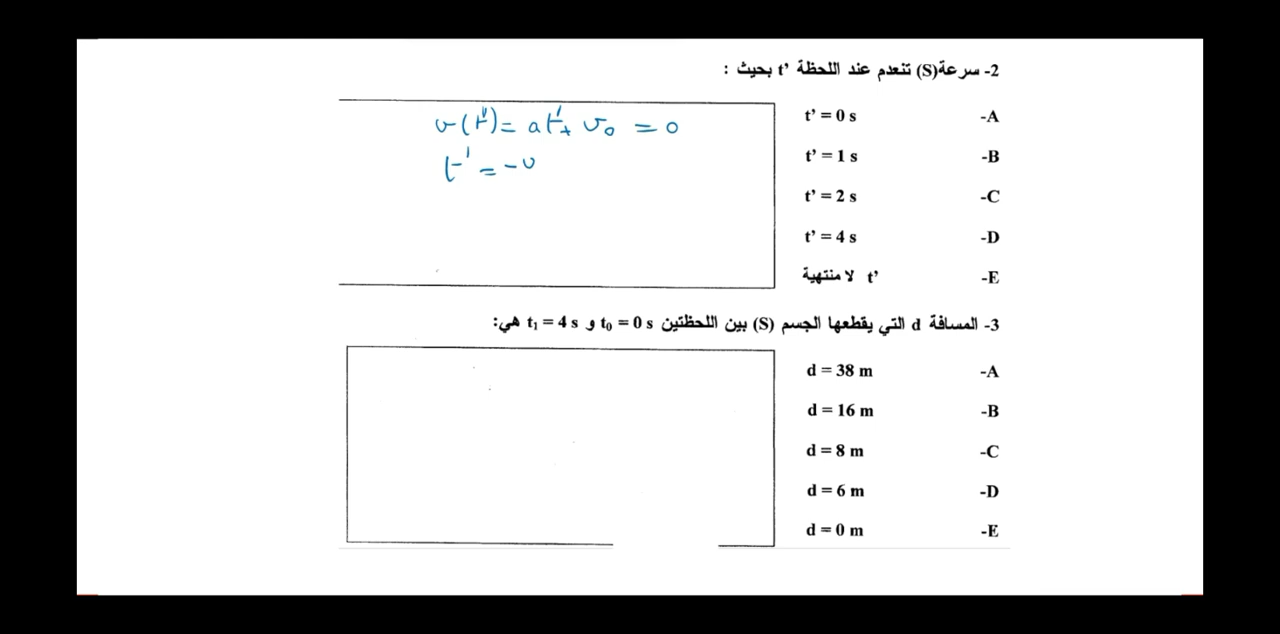 2- سرعة(S) تنعدم عند اللحظة t’ بحيث :
v(t')= at'+ v₀ = 0
t' = -v
A- t’ = 0 s
B- t’ = 1 s
C- t’ = 2 s
D- t’ = 4 s
E- t’ لا منتهية
3- المسافة d التي يقطعها الجسم (S) بين اللحظتين t₀ = 0 s و t₁ = 4 s هي:
A- d = 38 m
B- d = 16 m
C- d = 8 m
D- d = 6 m
E- d = 0 m